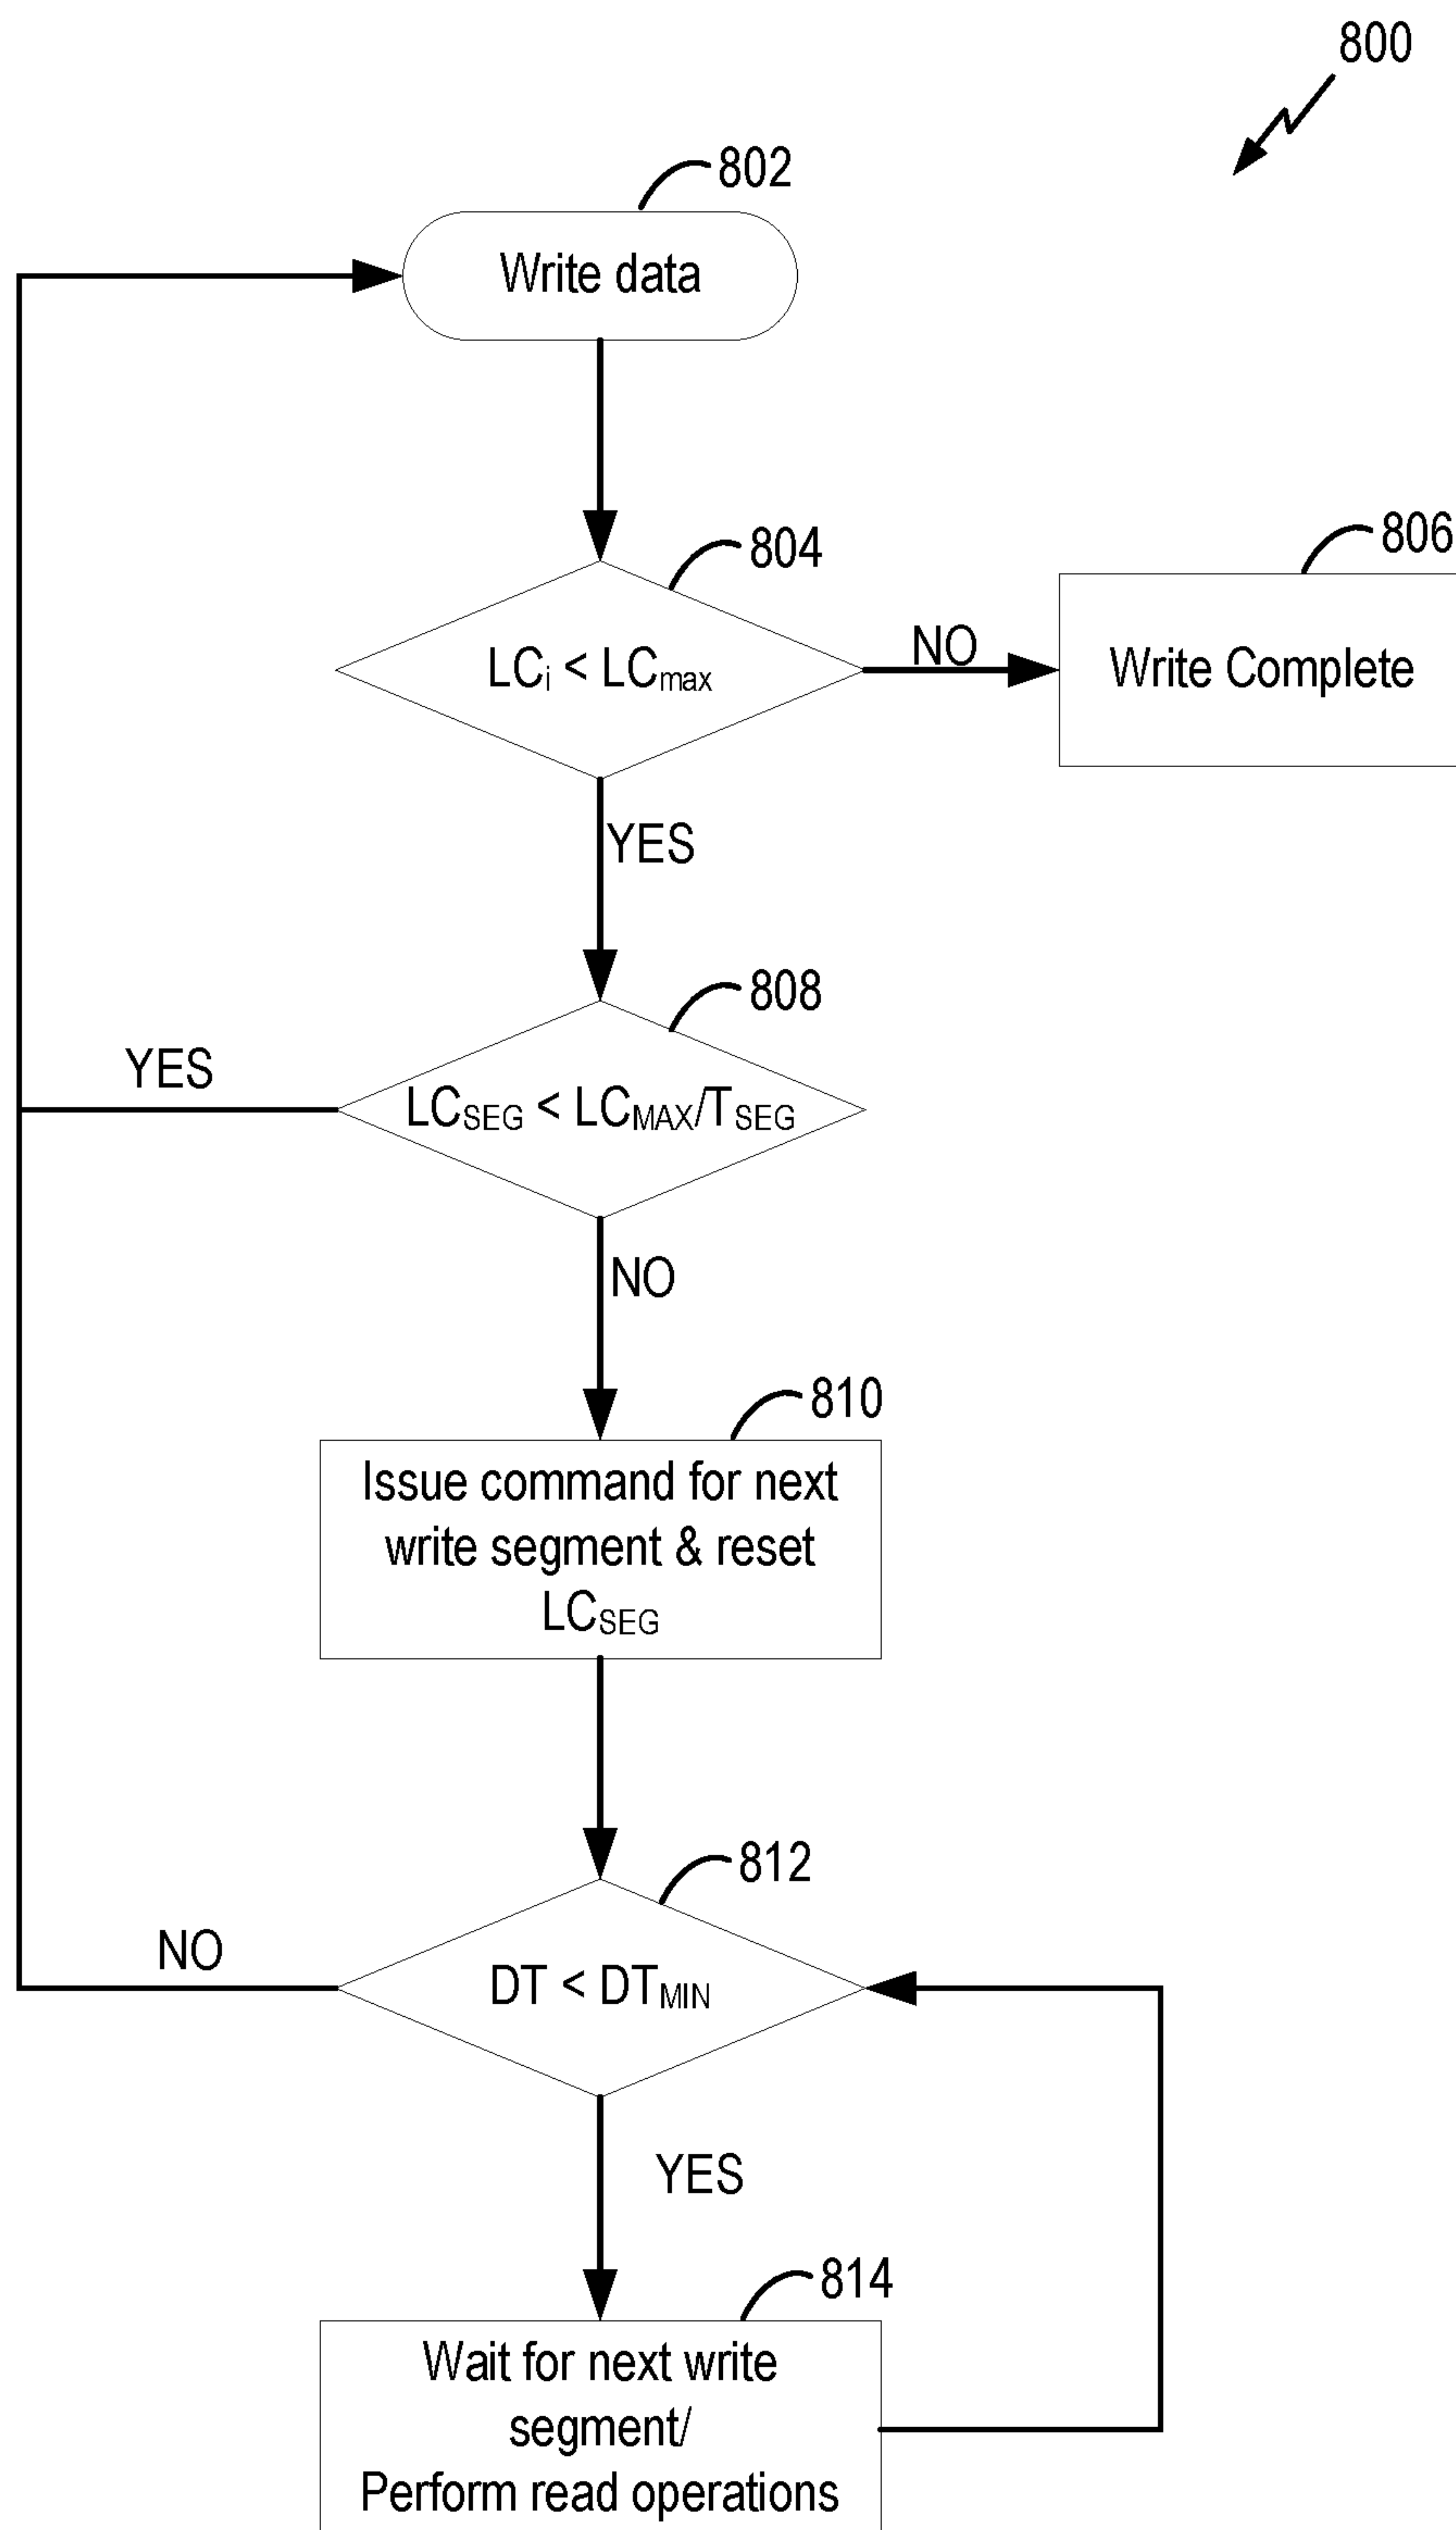 800
802
Write data
804
806
LCi < LCmax
NO
Write Complete
YES
808
YES
LCSEG < LCMAX/TSEG
NO
810
Issue command for next
write segment & reset
LCSEG
812
NO
DT < DTMIN
YES
814
Wait for next write
segment/
Perform read operations